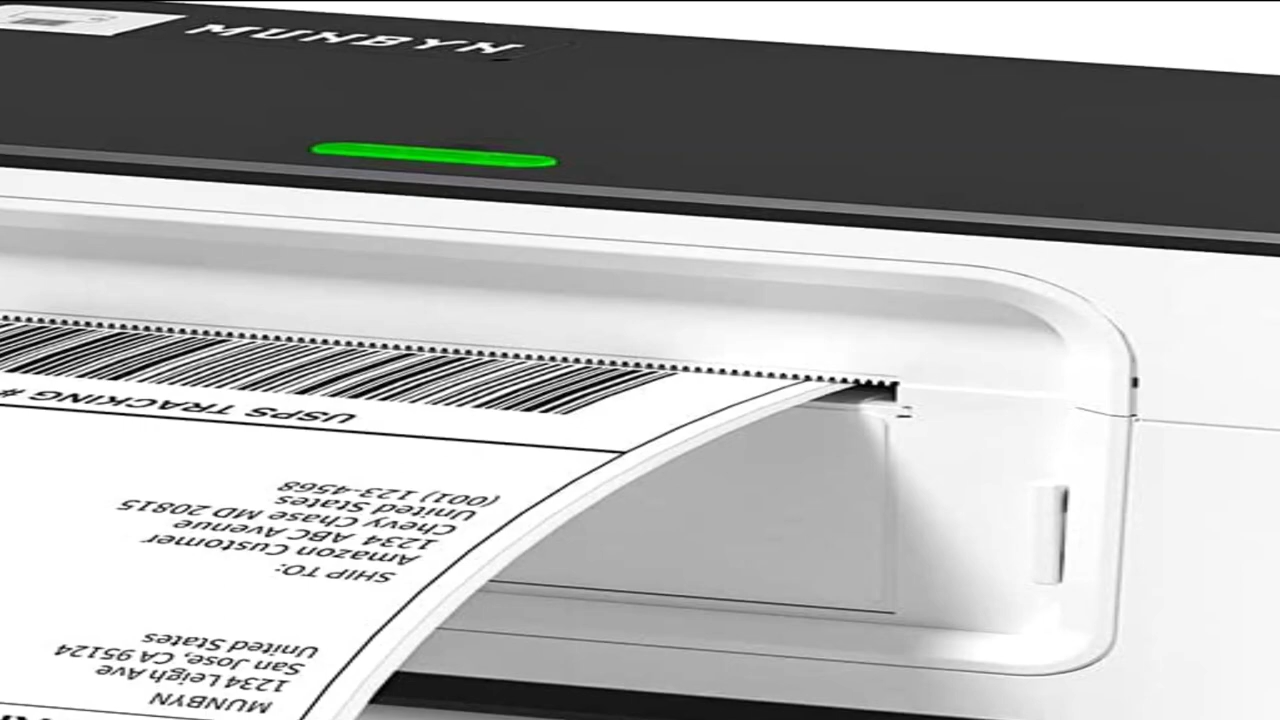 MUNBYN
USPS TRACKING #
(001) 123-4568
United States
Chevy Chase MD 20815
1234 ABC Avenue
Amazon Customer
SHIP TO:
United States
San Jose, CA 95124
1234 Leigh Ave
MUNBYN